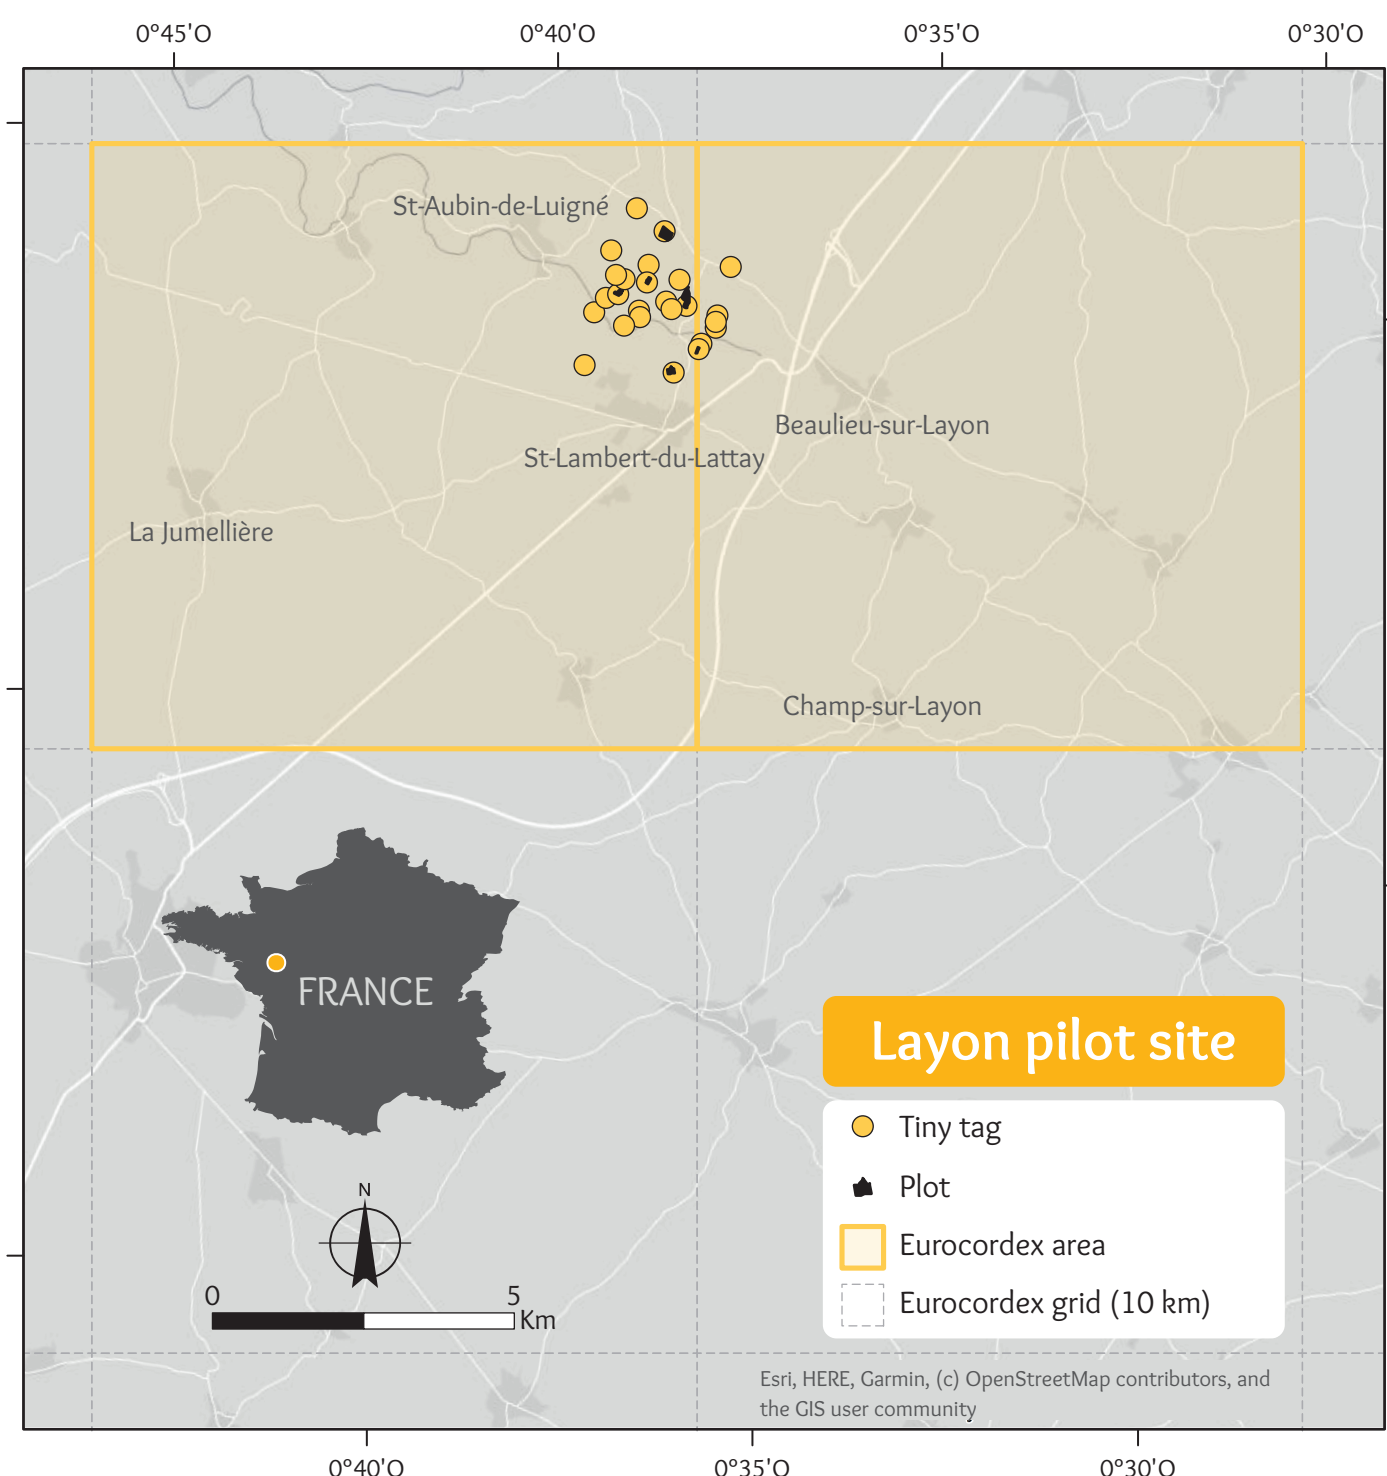 0°45'O 0°40'O 0°35'O 0°30'O
St-Aubin-de-Luigné
Beaulieu-sur-Layon
St-Lambert-du-Lattay
La Jumellière
Champ-sur-Layon
FRANCE
Layon pilot site
Tiny tag
Plot
Eurocordex area
Eurocordex grid (10 km)
N
0 5
Km
Esri, HERE, Garmin, (c) OpenStreetMap contributors, and
the GIS user community
0°40'O 0°35'O 0°30'O